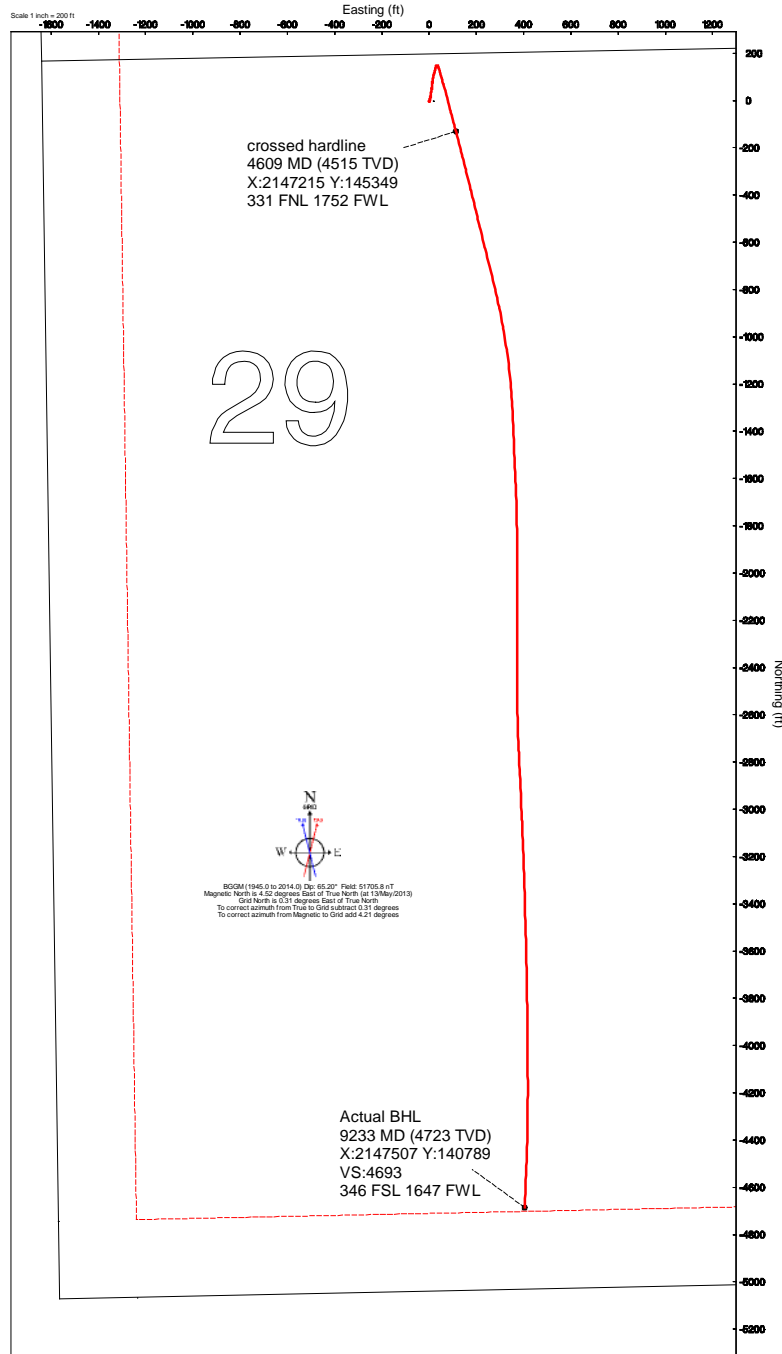 Scale 1 inch = 200 ft
Easting (ft)
-1600 -1400 -1200 -1000 -800 -600 -400 -200 0 200 400 600 800 1000 1200
200
0
-200
-400
-600
-800
-1000
-1200
-1400
-1600
-1800
-2000
-2200
-2400
-2600
-2800
-3000
-3200
-3400
-3600
-3800
-4000
-4200
-4400
-4600
-4800
-5000
-5200
Northing (ft)
crossed hardline
4609 MD (4515 TVD)
X:2147215 Y:145349
331 FNL 1752 FWL
29
N
GRID
W E
BGGM (1945.0 to 2014.0) Dip: 65.20° Field: 51705.8 nT
Magnetic North is 4.52 degrees East of True North (at 13/May/2013)
Grid North is 0.31 degrees East of True North
To correct azimuth from True to Grid subtract 0.31 degrees
To correct azimuth from Magnetic to Grid add 4.21 degrees
Actual BHL
9233 MD (4723 TVD)
X:2147507 Y:140789
VS:4693
346 FSL 1647 FWL